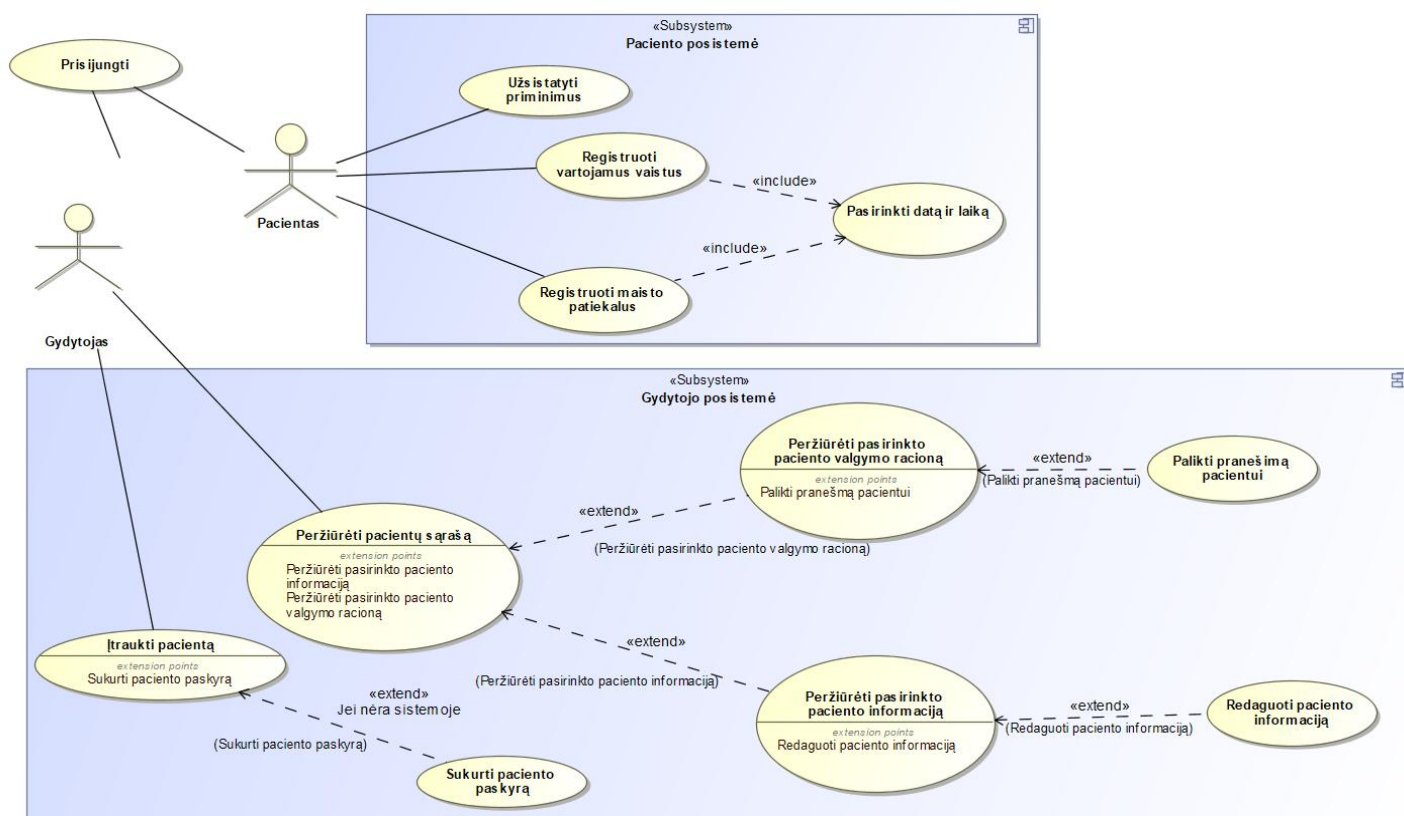 «Subsystem»
Paciento posistemė
Prisijungti
Užsistatyti
priminimus
Registruoti
vartojamus vaistus
«include»
Pasirinkti datą ir laiką
Pacientas
«include»
Registruoti maisto
patiekalus
Gydytojas
«Subsystem»
Gydytojo posistemė
Peržiūrėti pasirinkto
paciento valgymo racioną
extension points
Palikti pranešmą pacientui
«extend»
(Palikti pranešmą pacientui)
Palikti pranešimą
pacientui
«extend»
(Peržiūrėti pasirinkto paciento valgymo racioną)
Peržiūrėti pacientų sąrašą
extension points
Peržiūrėti pasirinkto paciento
informaciją
Peržiūrėti pasirinkto paciento
valgymo racioną
Įtraukti pacientą
extension points
Sukurti paciento paskyrą
«extend»
(Peržiūrėti pasirinkto paciento informaciją)
«extend»
Jei nėra sistemoje
(Sukurti paciento paskyrą)
Sukurti paciento
paskyrą
Peržiūrėti pasirinkto
paciento informaciją
extension points
Redaguoti paciento informaciją
«extend»
(Redaguoti paciento informaciją)
Redaguoti paciento
informaciją